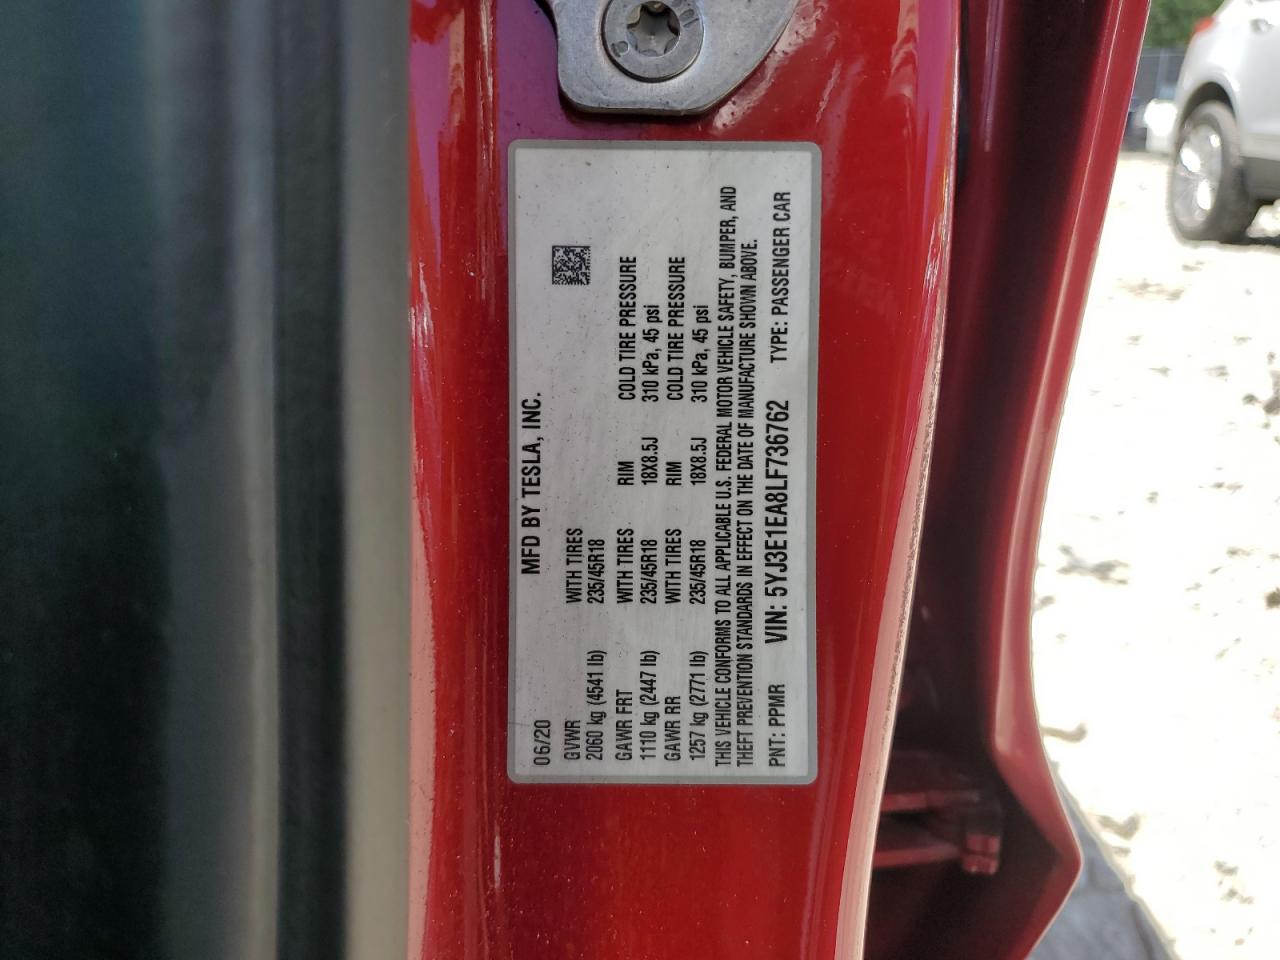 06/20 MFD BY TESLA, INC.
GVWR WITH TIRES
2060 kg (4541 lb) 235/45R18
GAWR FRT WITH TIRES RIM COLD TIRE PRESSURE
1110 kg (2447 lb) 235/45R18 18X8.5J 310 kPa, 45 psi
GAWR RR WITH TIRES RIM COLD TIRE PRESSURE
1257 kg (2771 lb) 235/45R18 18X8.5J 310 kPa, 45 psi
THIS VEHICLE CONFORMS TO ALL APPLICABLE U.S. FEDERAL MOTOR VEHICLE SAFETY, BUMPER, AND
THEFT PREVENTION STANDARDS IN EFFECT ON THE DATE OF MANUFACTURE SHOWN ABOVE.
PNT: PPMR VIN: 5YJ3E1EA8LF736762 TYPE: PASSENGER CAR